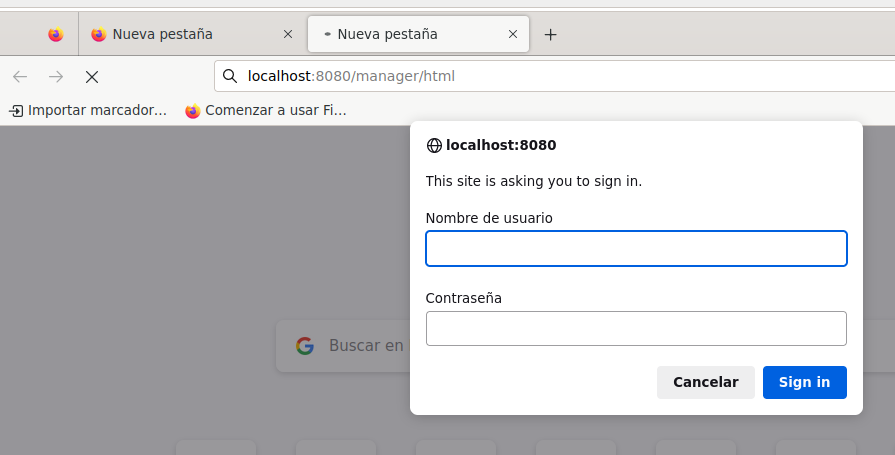 Nueva pestaña
Nueva pestaña
localhost:8080/manager/html
Importar marcador…
Comenzar a usar Fi…
localhost:8080
This site is asking you to sign in.
Nombre de usuario
Contraseña
Buscar en
Cancelar
Sign in